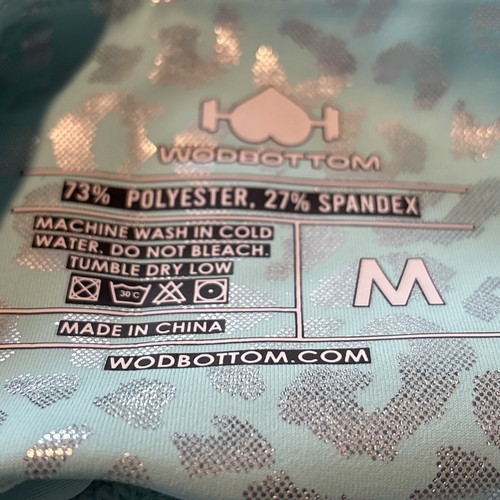 WODBOTTOM
73% POLYESTER, 27% SPANDEX
MACHINE WASH IN COLD
WATER. DO NOT BLEACH.
TUMBLE DRY LOW
30°C
M
MADE IN CHINA
WODBOTTOM.COM